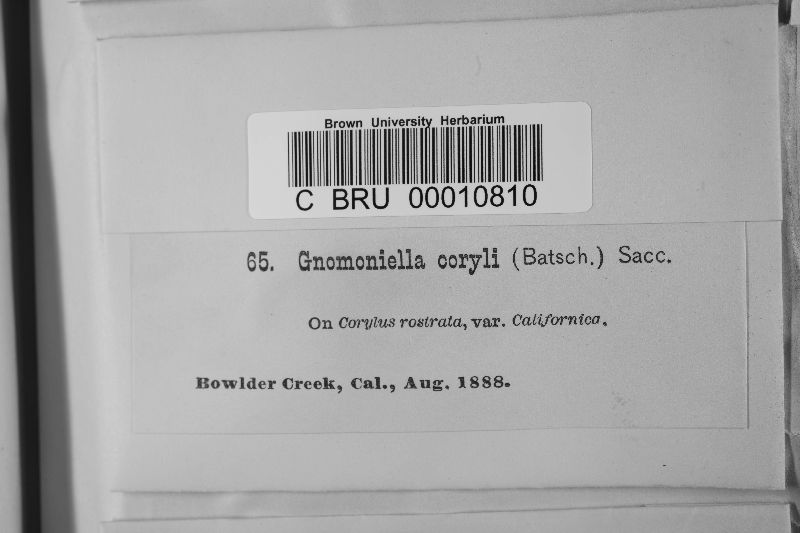 Brown University Herbarium
C BRU 00010810
65. Gnomoniella coryli (Batsch.) Sacc.
On Corylus rostrata, var. Californica.
Bowlder Creek, Cal., Aug. 1888.